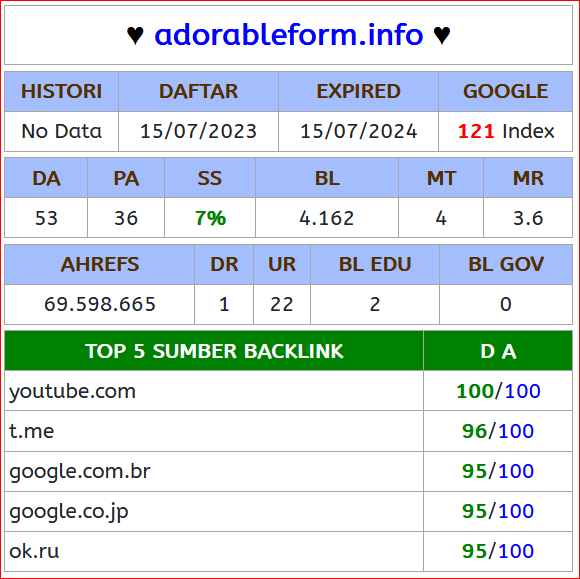 ♥ adorableform.info ♥
HISTORI DAFTAR EXPIRED GOOGLE
No Data 15/07/2023 15/07/2024 121 Index
DA PA SS BL MT MR
53 36 7% 4.162 4 3.6
AHREFS DR UR BL EDU BL GOV
69.598.665 1 22 2 0
TOP 5 SUMBER BACKLINK D A
youtube.com 100/100
t.me 96/100
google.com.br 95/100
google.co.jp 95/100
ok.ru 95/100